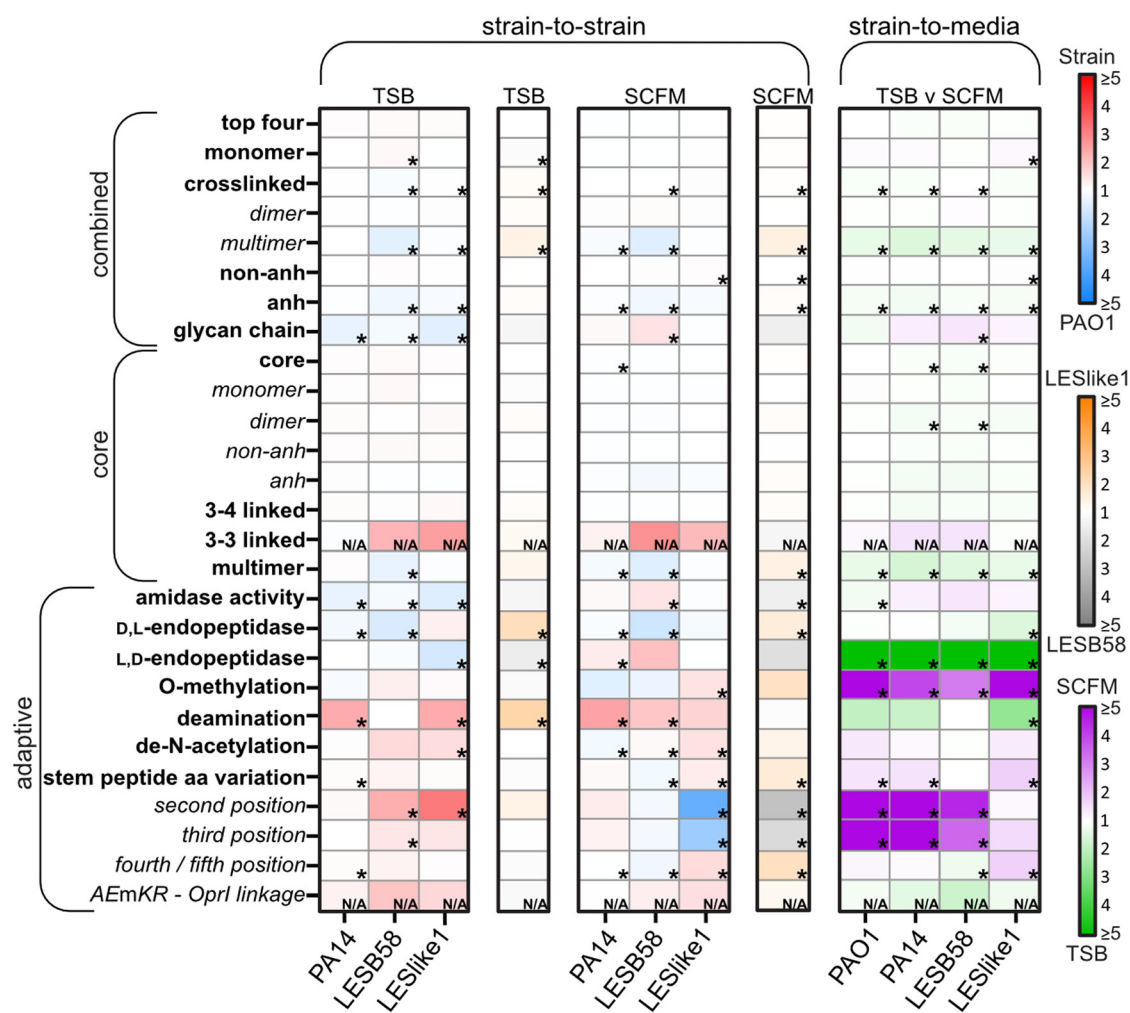 strain-to-strain strain-to-media
Strain
TSB TSB SCFM SCFM TSB v SCFM
≥5
top four
4
monomer * * *
3
crosslinked * * * * * * * *
2
dimer
1
multimer * * * * * * * * * * *
2
non-anh * * *
3
anh * * * * * * * * *
4
glycan chain * * * * *
≥5
PAO1
core * * *
monomer
LESlike1
dimer * *
≥5
non-anh
4
anh
3
3-4 linked
2
3-3 linked N/A N/A N/A N/A N/A N/A N/A N/A N/A N/A N/A N/A
1
multimer * * * * * * * *
2
amidase activity * * * * * *
3
D,L-endopeptidase * * * * * * *
4
L,D-endopeptidase * * * * * * *
≥5
LESB58
O-methylation * * * * *
SCFM
deamination * * * * * *
≥5
de-N-acetylation * * * *
4
stem peptide aa variation * * * * * * *
3
second position * * * * * * *
2
third position * * * * * *
1
fourth / fifth position * * * * * * *
2
AEmKR - OprI linkage N/A N/A N/A N/A N/A N/A N/A N/A N/A N/A N/A N/A
3
4
≥5
TSB
combined
core
adaptive
PA14 LESB58 LESlike1 PA14 LESB58 LESlike1 PAO1 PA14 LESB58 LESlike1